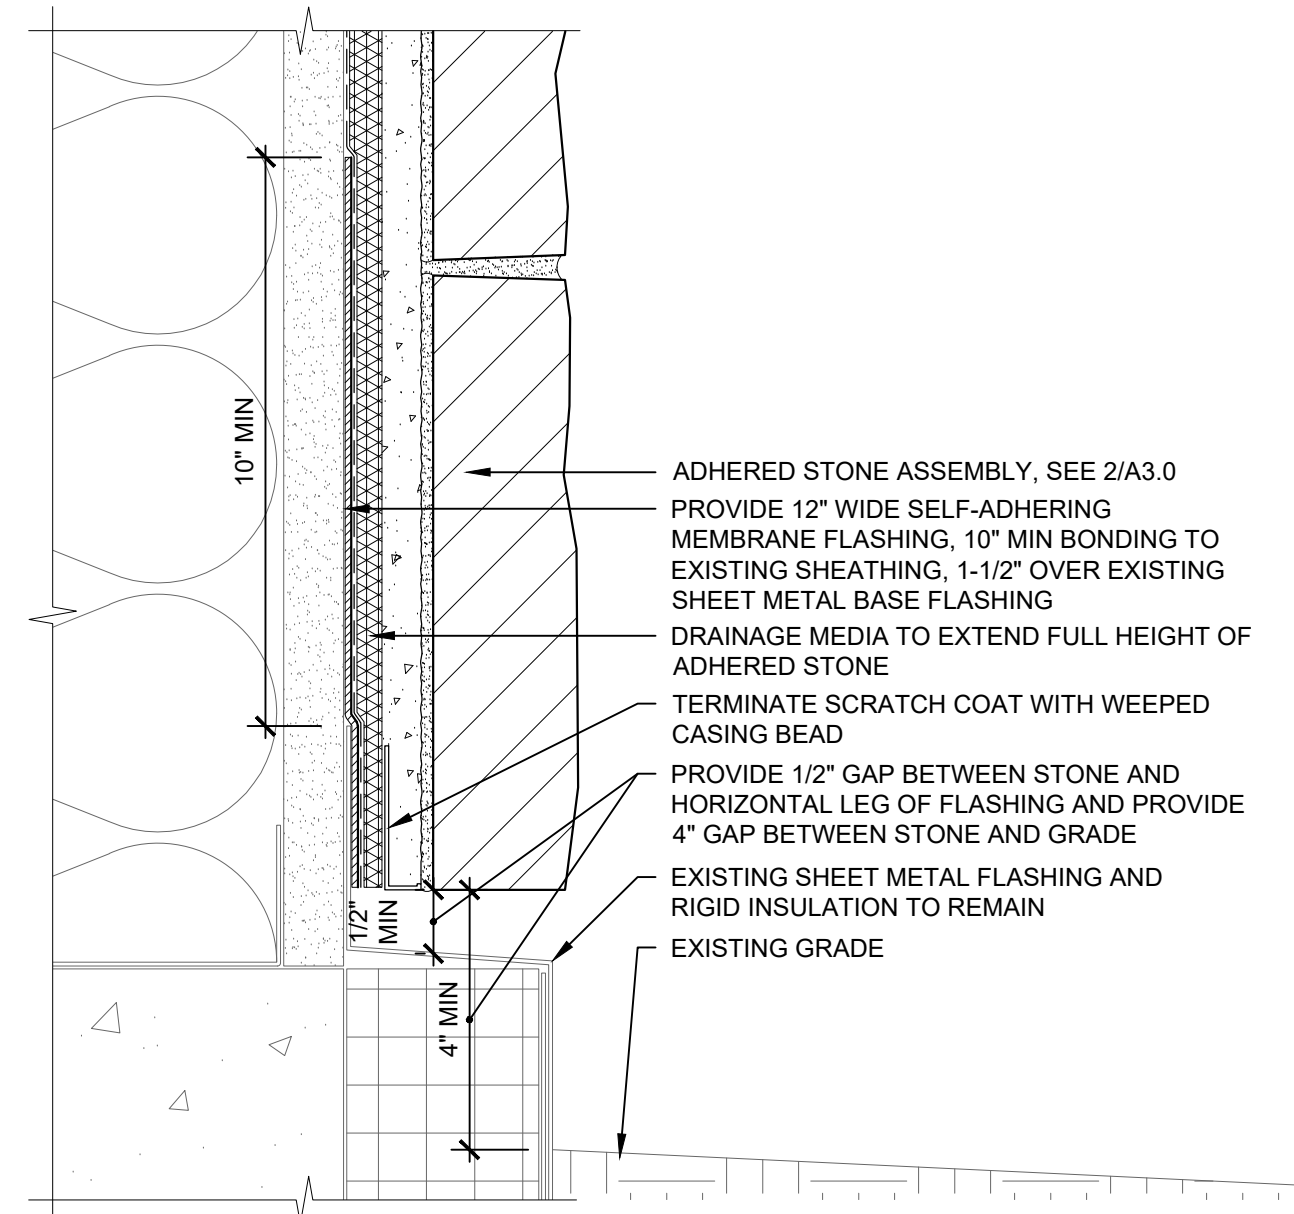 10" MIN
ADHERED STONE ASSEMBLY, SEE 2/A3.0
PROVIDE 12" WIDE SELF-ADHERING
MEMBRANE FLASHING, 10" MIN BONDING TO
EXISTING SHEATHING, 1-1/2" OVER EXISTING
SHEET METAL BASE FLASHING
DRAINAGE MEDIA TO EXTEND FULL HEIGHT OF
ADHERED STONE
TERMINATE SCRATCH COAT WITH WEEPED
CASING BEAD
PROVIDE 1/2" GAP BETWEEN STONE AND
HORIZONTAL LEG OF FLASHING AND PROVIDE
4" GAP BETWEEN STONE AND GRADE
EXISTING SHEET METAL FLASHING AND
RIGID INSULATION TO REMAIN
EXISTING GRADE
1/2"
MIN
4" MIN